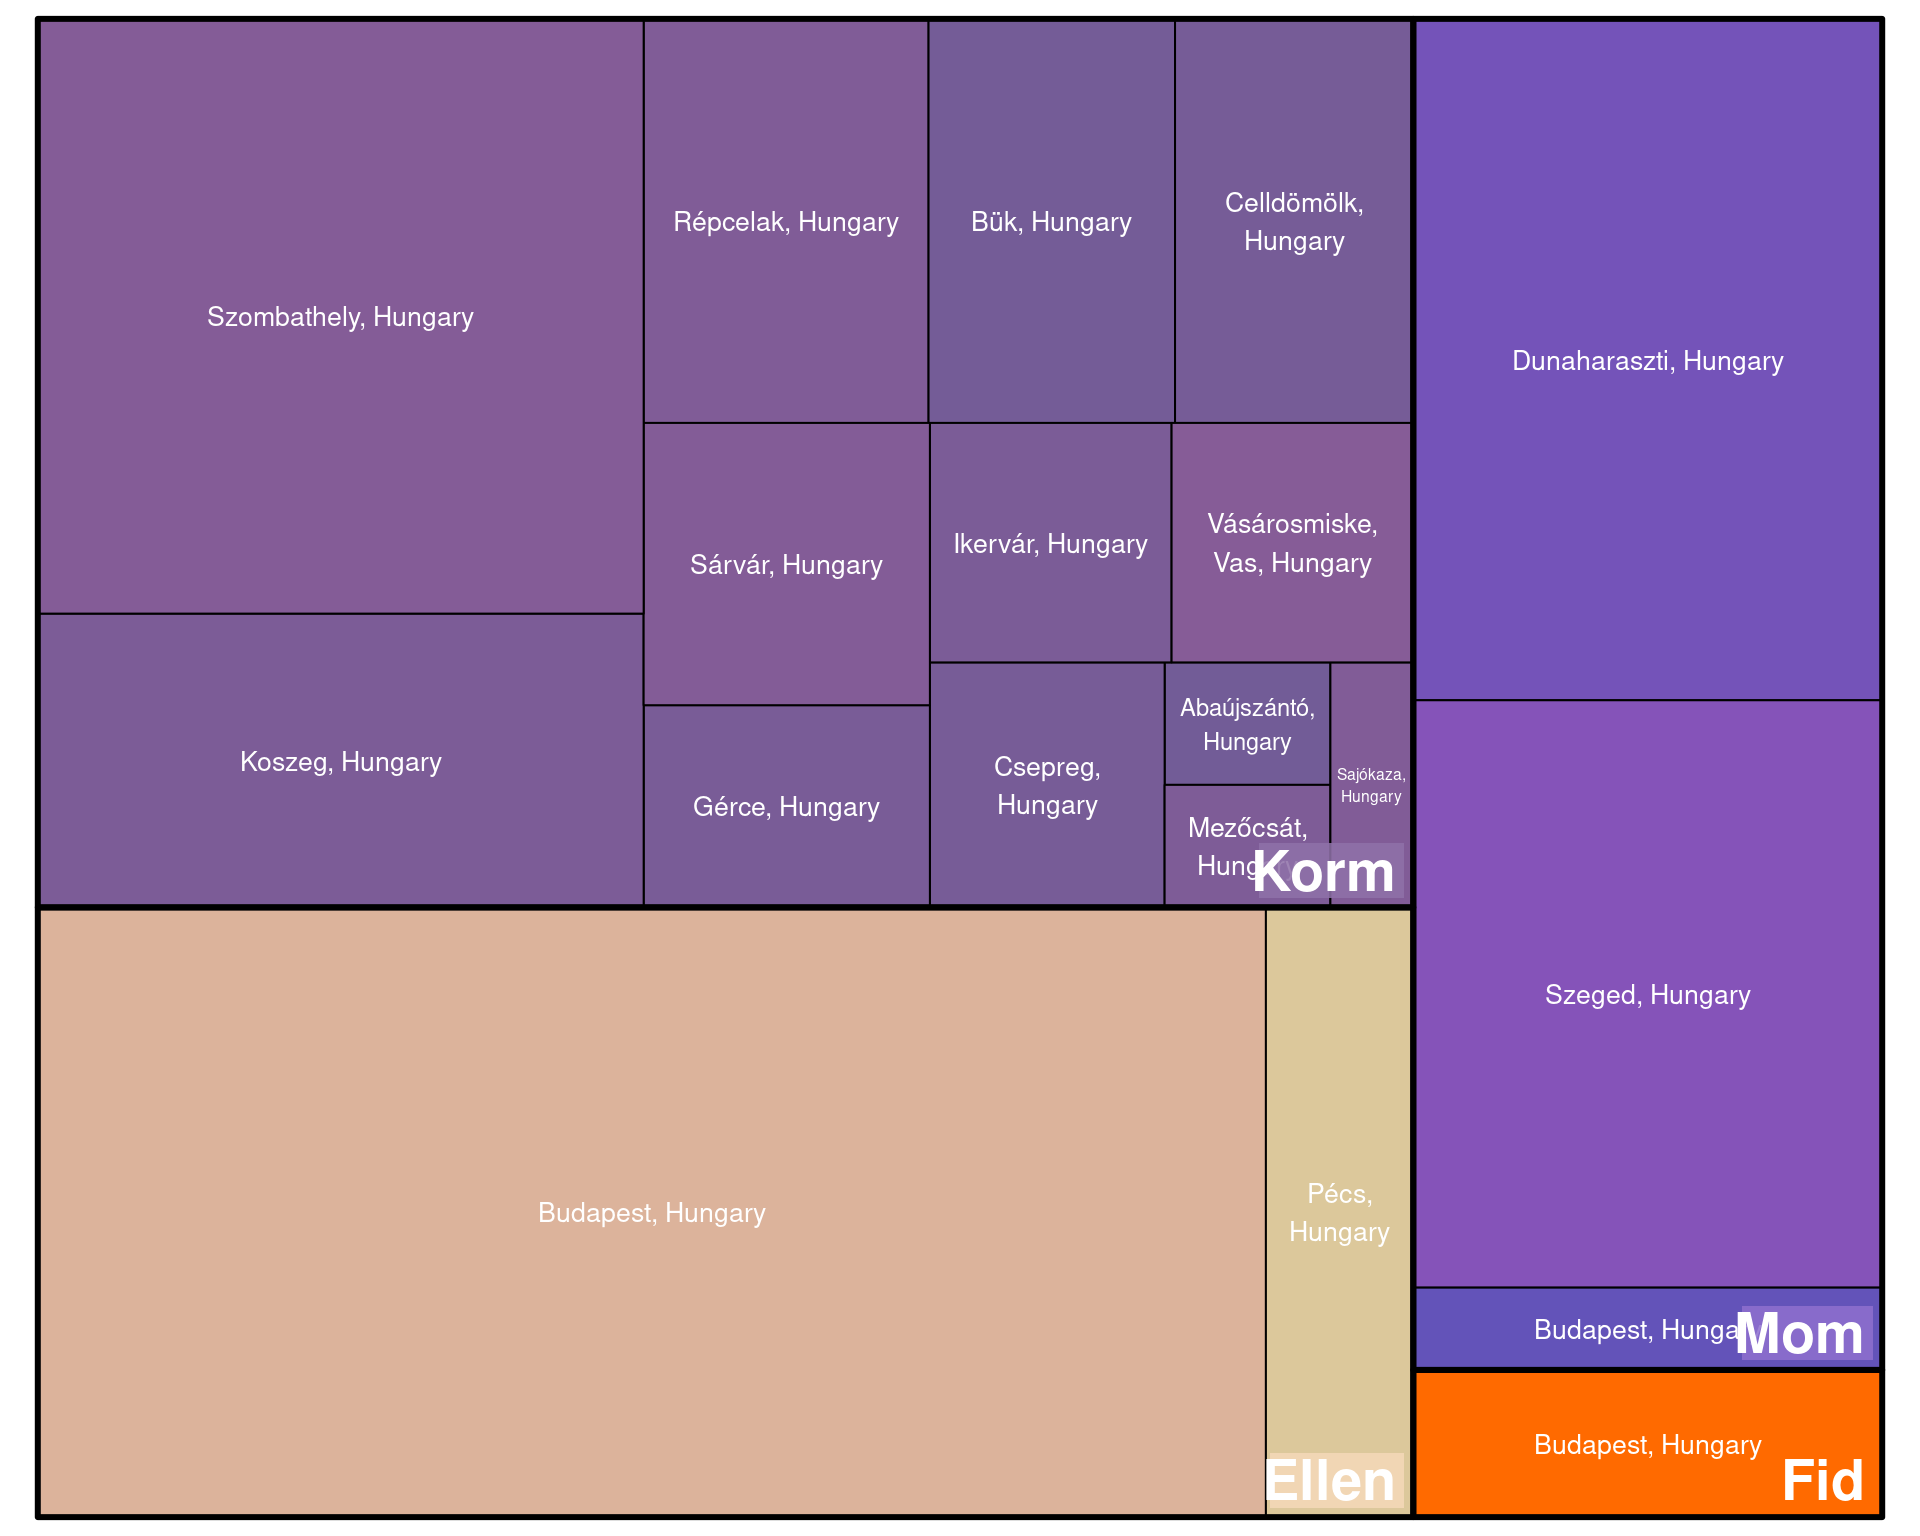 Szombathely, Hungary
Koszeg, Hungary
Répcelak, Hungary
Bük, Hungary
Celldömölk,
Hungary
Sárvár, Hungary
Ikervár, Hungary
Vásárosmiske,
Vas, Hungary
Gérce, Hungary
Csepreg,
Hungary
Abaújszántó,
Hungary
Mezőcsát,
Sajókaza,
Hungary
Korm
Budapest, Hungary
Pécs,
Hungary
Ellen
Dunaharaszti, Hungary
Szeged, Hungary
Budapest,
Mom
Budapest, Hungary
Fid